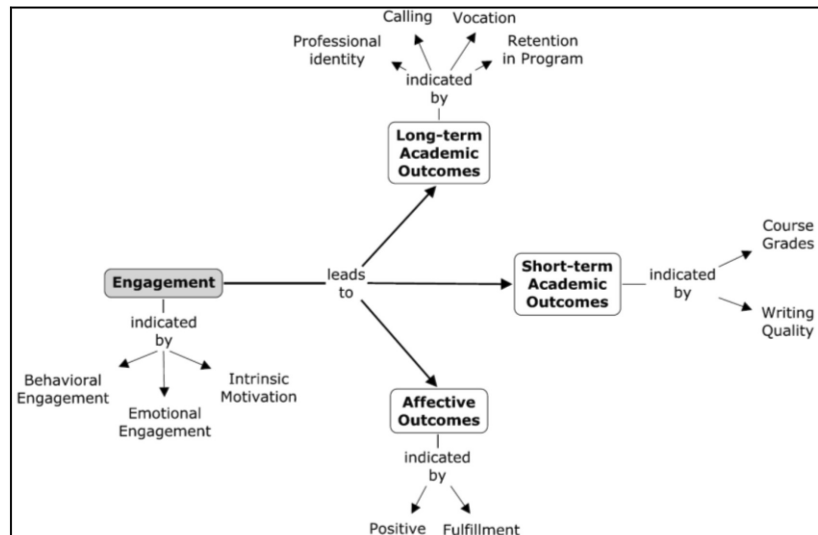 Calling
Vocation
Professional
identity
Retention
in Program
indicated
by
Long-term
Academic
Outcomes
Engagement
leads
to
Short-term
Academic
Outcomes
indicated
by
Course
Grades
Writing
Quality
indicated
by
Behavioral
Engagement
Emotional
Engagement
Intrinsic
Motivation
Affective
Outcomes
indicated
by
Positive
Fulfillment